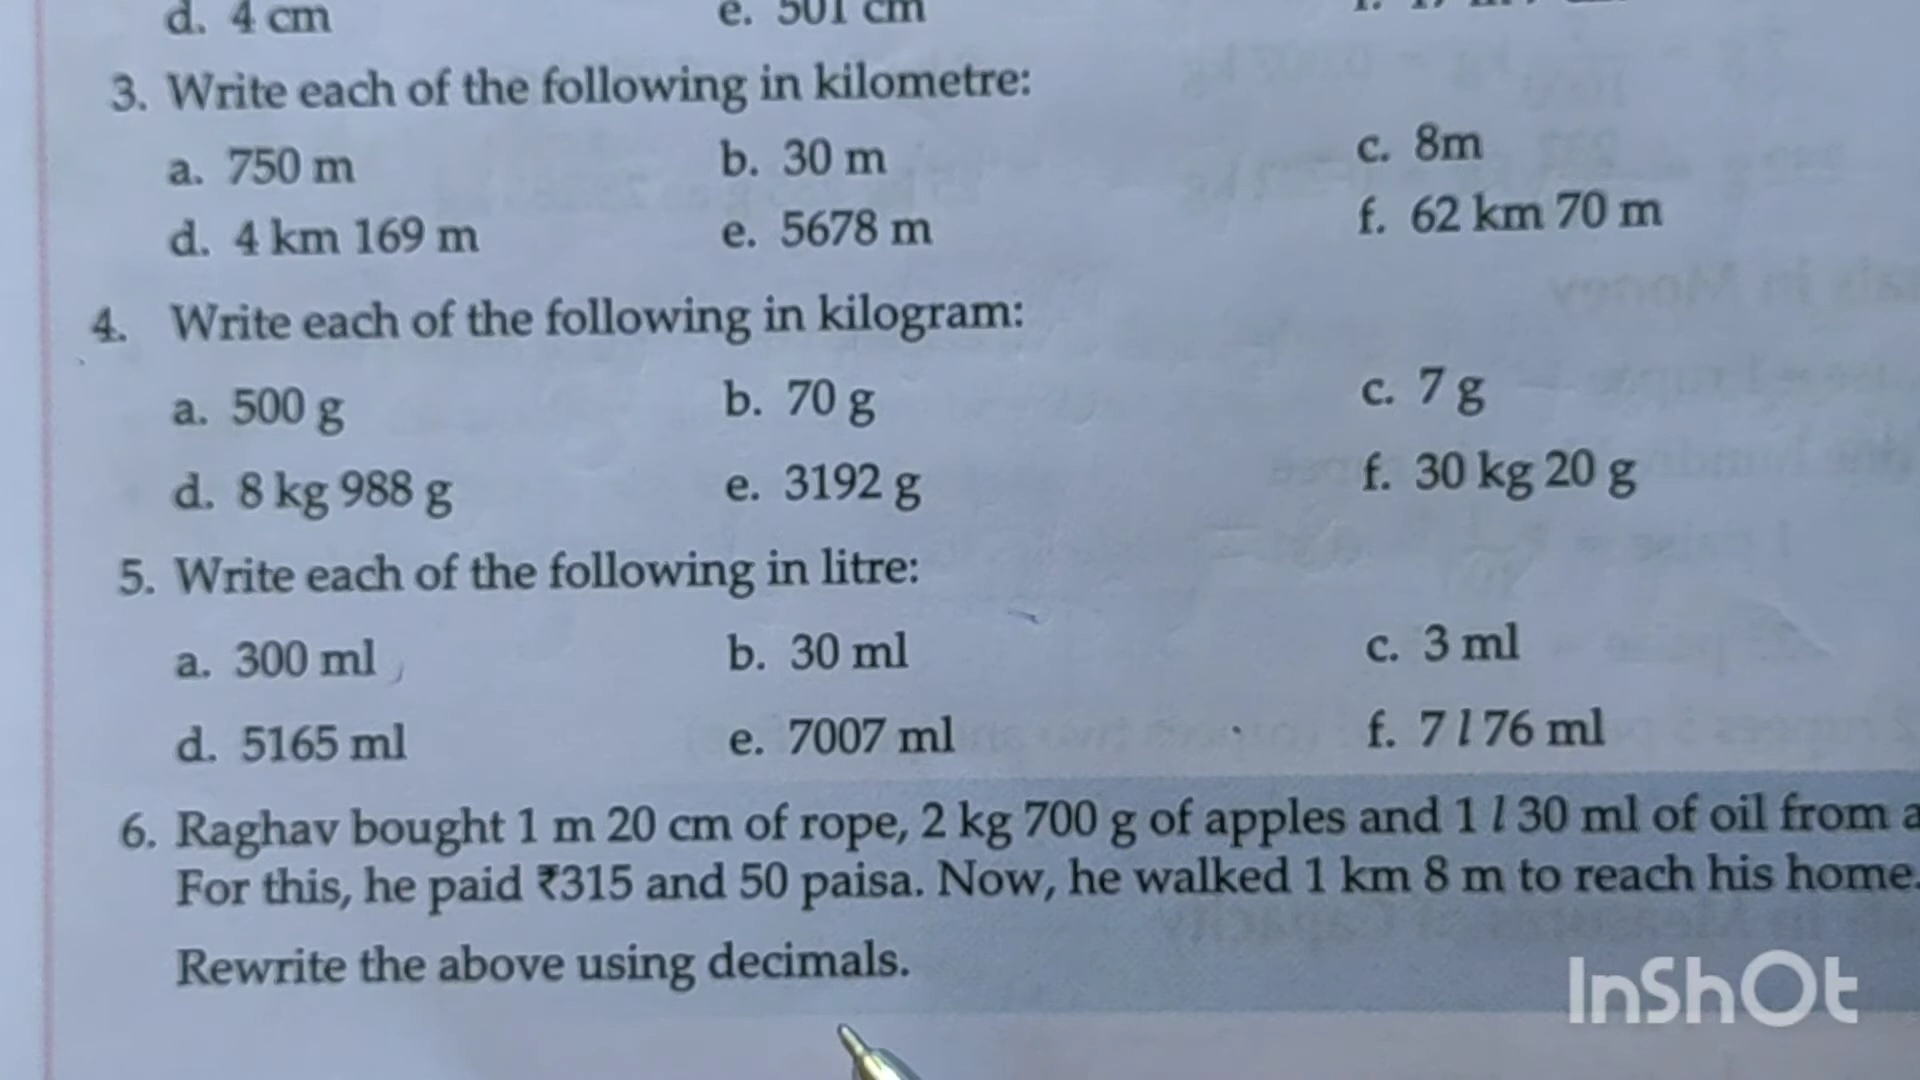 d. 4 cm e. 501 cm
3. Write each of the following in kilometre:
a. 750 m b. 30 m c. 8m
d. 4 km 169 m e. 5678 m f. 62 km 70 m
4. Write each of the following in kilogram:
a. 500 g b. 70 g c. 7 g
d. 8 kg 988 g e. 3192 g f. 30 kg 20 g
5. Write each of the following in litre:
a. 300 ml b. 30 ml c. 3 ml
d. 5165 ml e. 7007 ml f. 7 l 76 ml
6. Raghav bought 1 m 20 cm of rope, 2 kg 700 g of apples and 1 l 30 ml of oil from a
For this, he paid ₹315 and 50 paisa. Now, he walked 1 km 8 m to reach his home.
Rewrite the above using decimals.
InShOt